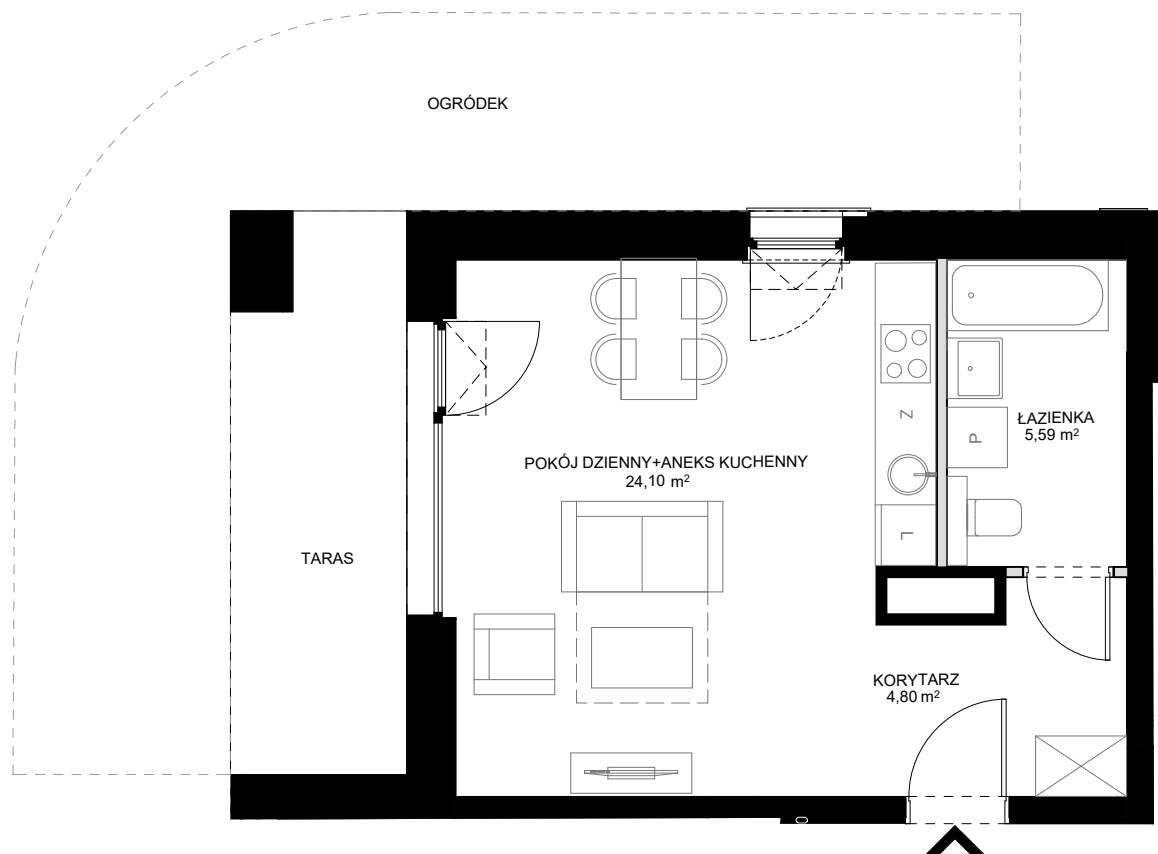 OGRÓDEK
Z
ŁAZIENKA
5,59 m²
P
POKÓJ DZIENNY+ANEKS KUCHENNY
24,10 m²
L
TARAS
KORYTARZ
4,80 m²